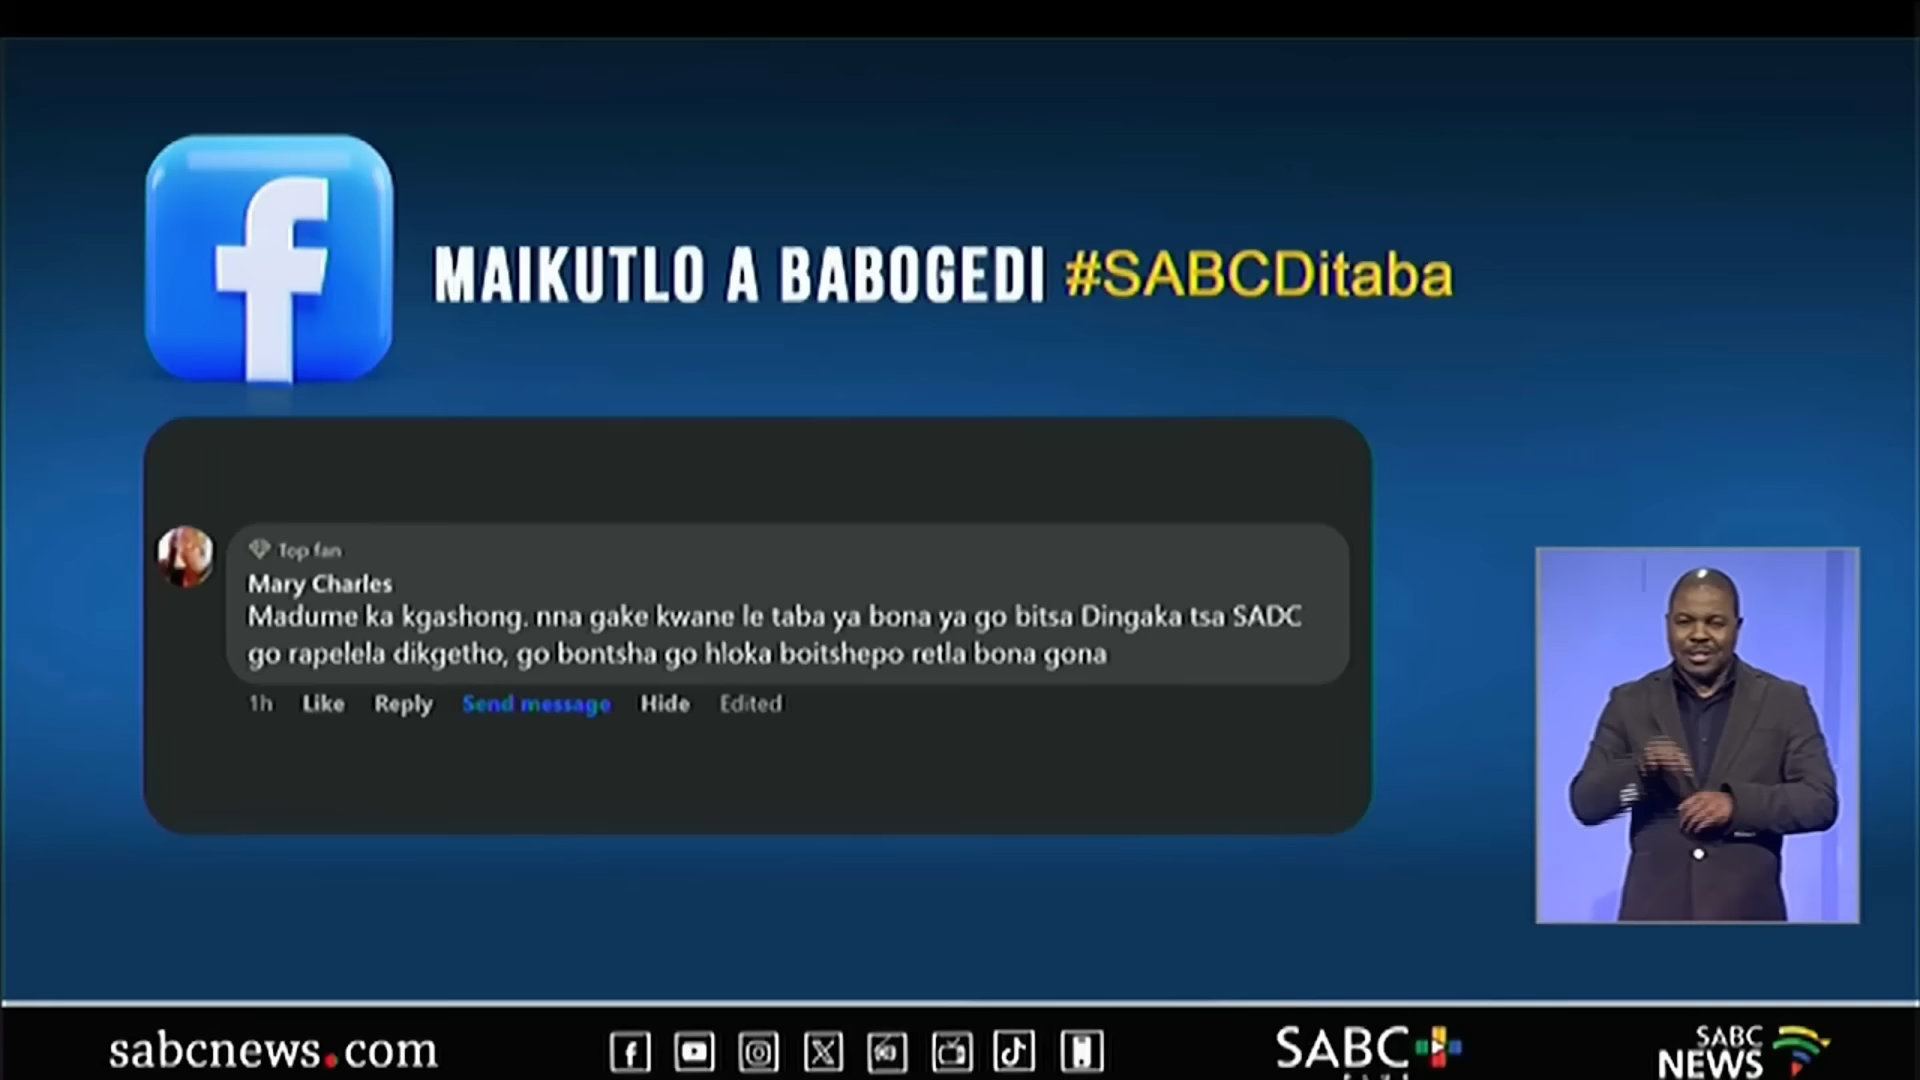 MAIKUTLO A BABOGEDI #SABCDitaba
Top fan
Mary Charles
Madume ka kgashong. nna gake kwane le taba ya bona ya go bitsa Dingaka tsa SADC
go rapelela dikgetho, go bontsha go hloka boitshepo retla bona gona
1h Like Reply Send message Hide Edited
sabcnews.com
SABC
SABC
NEWS